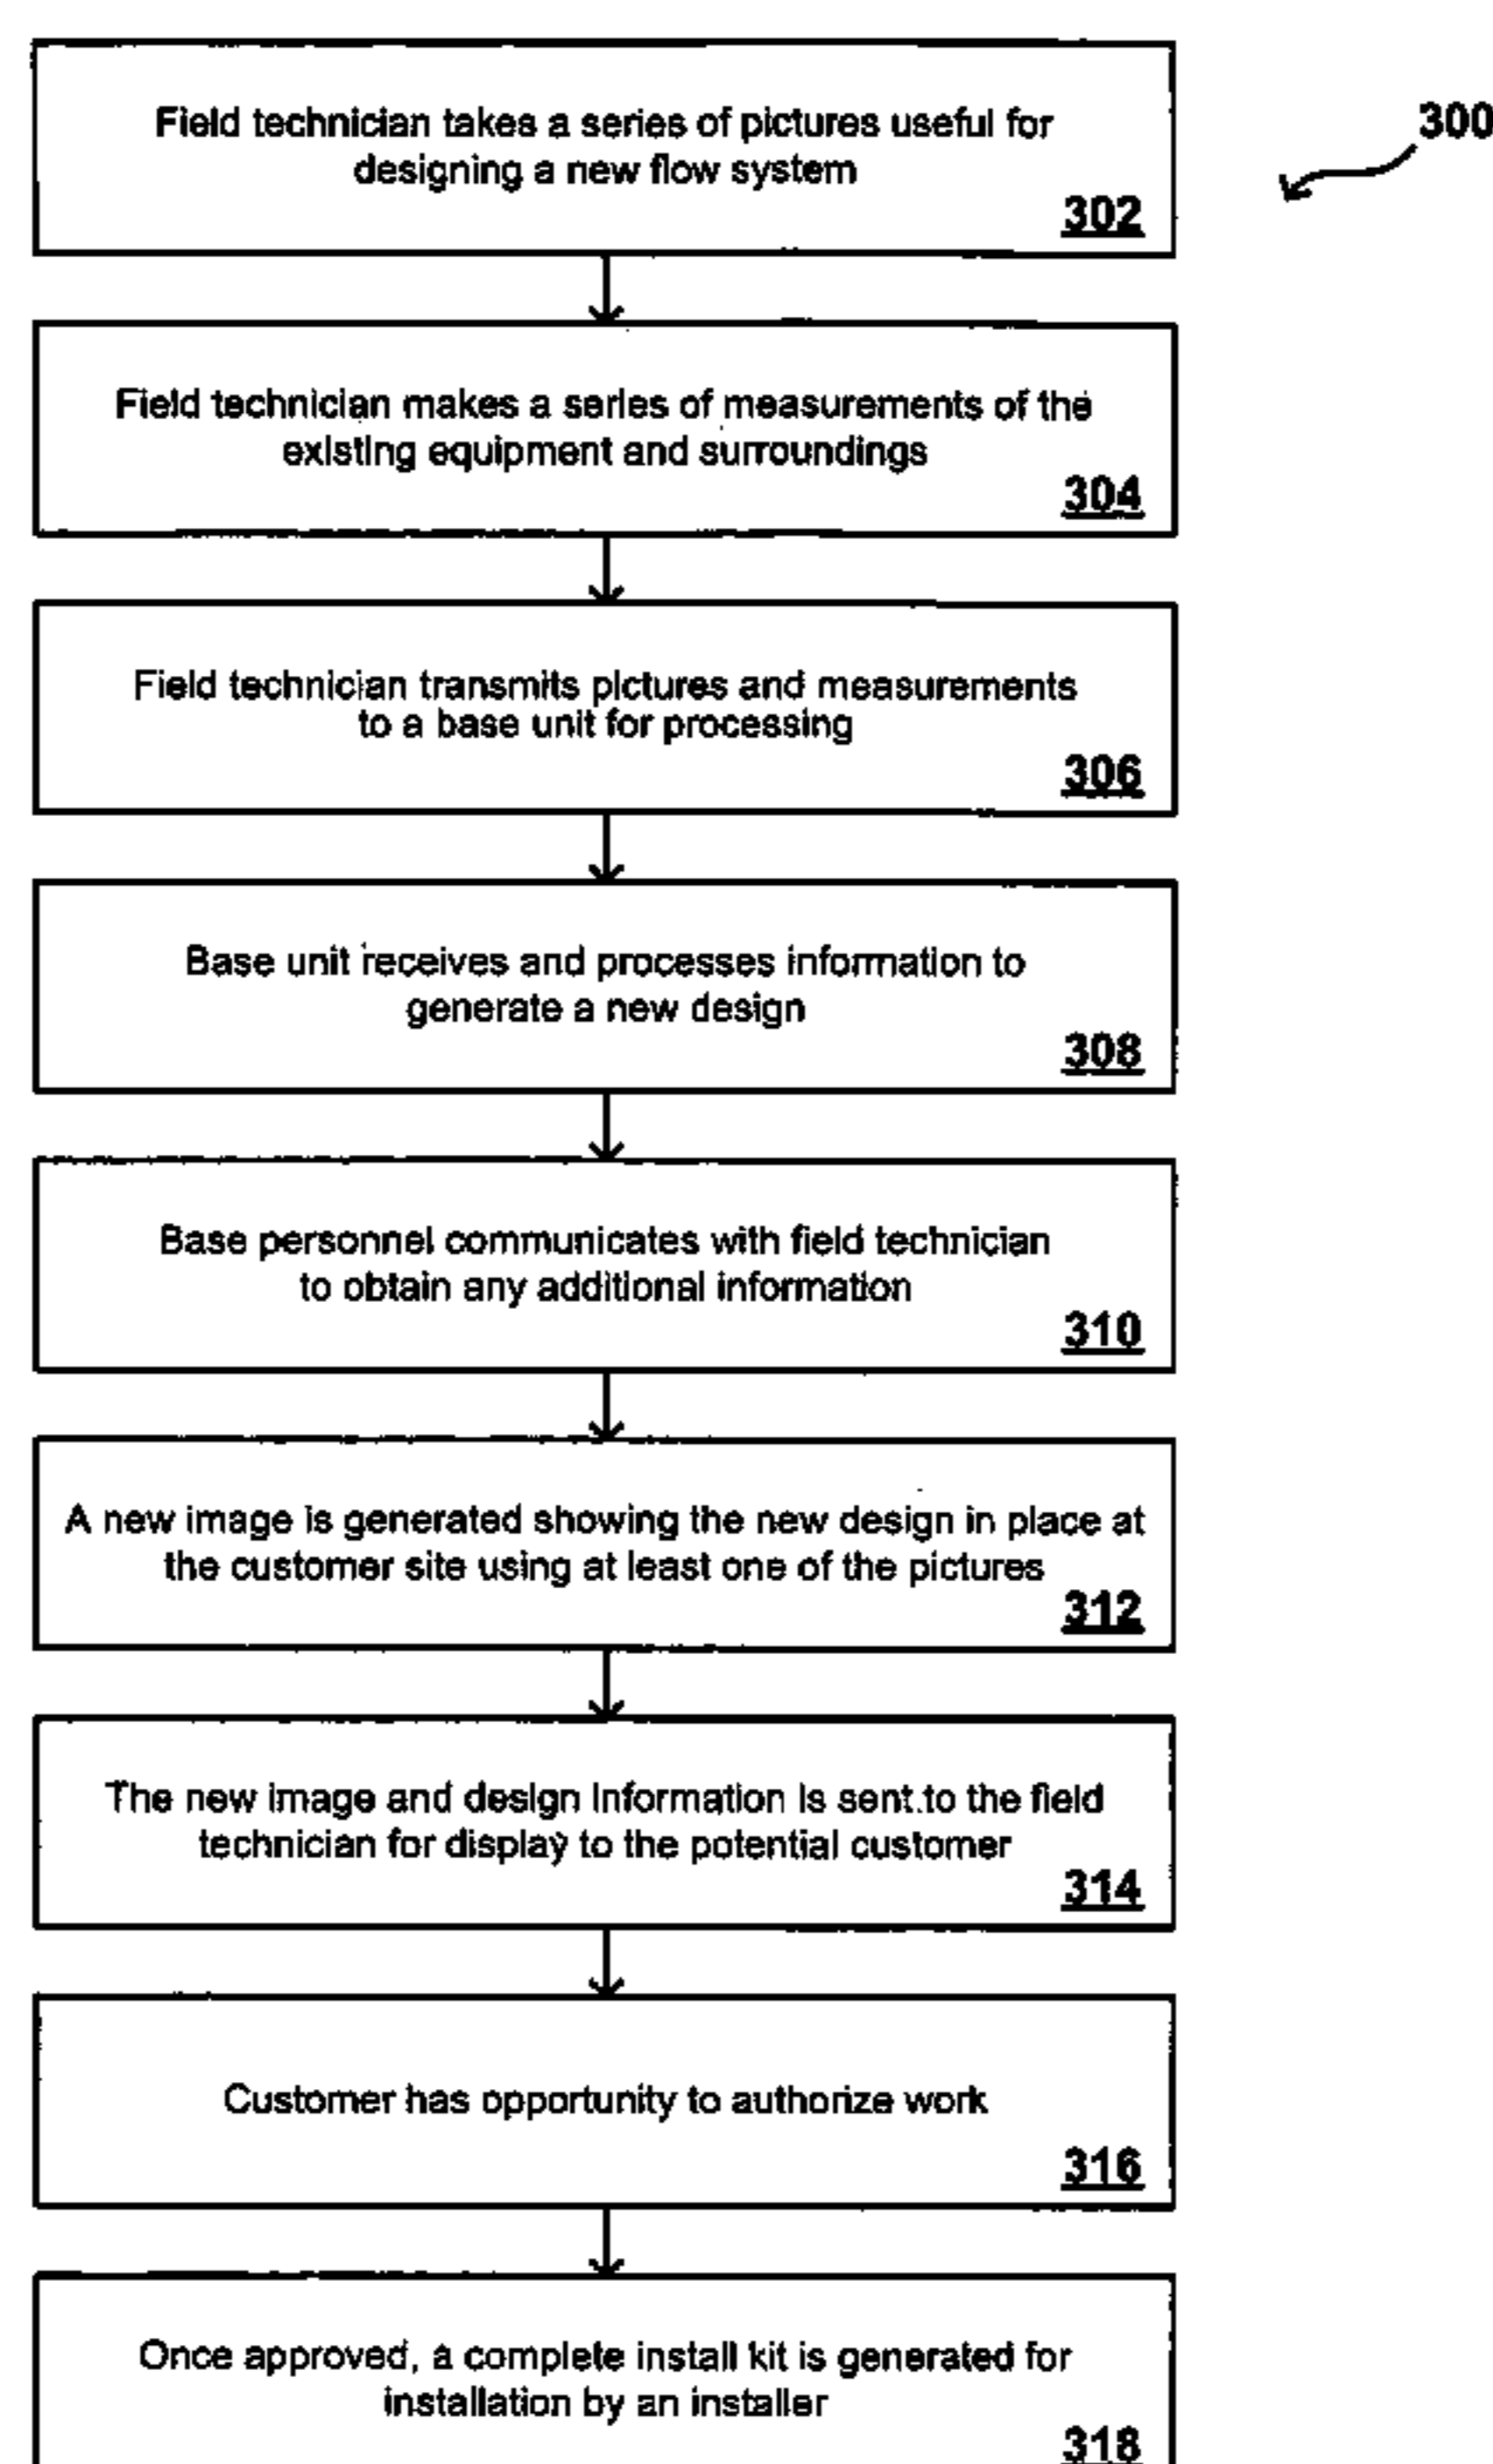 Field technician takes a series of pictures useful for
designing a new flow system
302
300
Field technician makes a series of measurements of the
existing equipment and surroundings
304
Field technician transmits pictures and measurements
to a base unit for processing
306
Base unit receives and processes information to
generate a new design
308
Base personnel communicates with field technician
to obtain any additional information
310
A new image is generated showing the new design in place at
the customer site using at least one of the pictures
312
The new image and design information is sent to the field
technician for display to the potential customer
314
Customer has opportunity to authorize work
316
Once approved, a complete install kit is generated for
installation by an installer
318